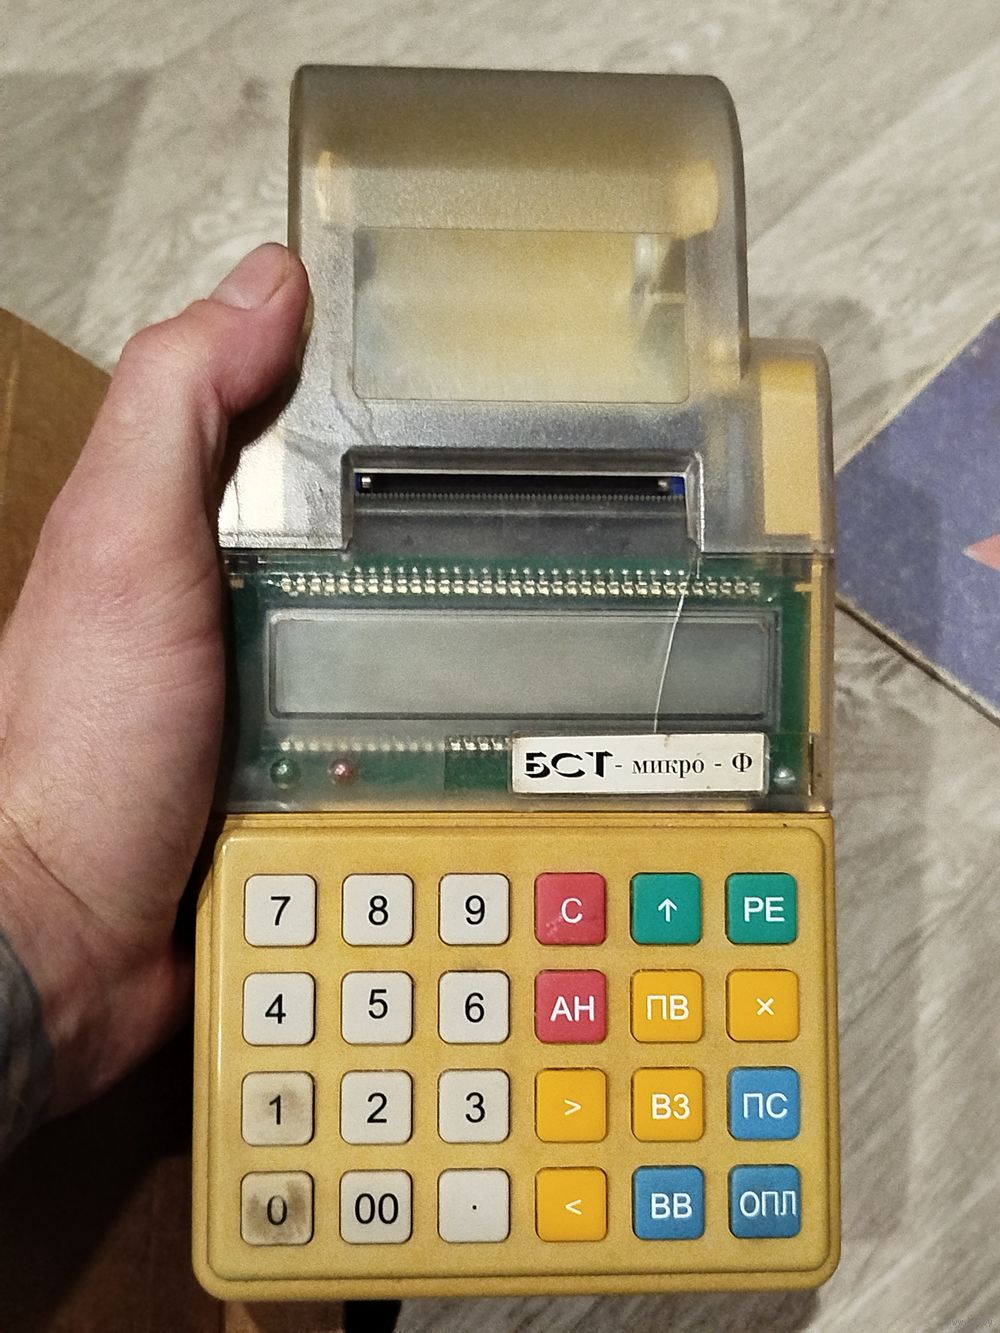 БСТ - микро - Ф
7 8 9 С ↑ РЕ
4 5 6 АН ПВ ×
1 2 3 > ВЗ ПС
0 00 . < ВВ ОПЛ